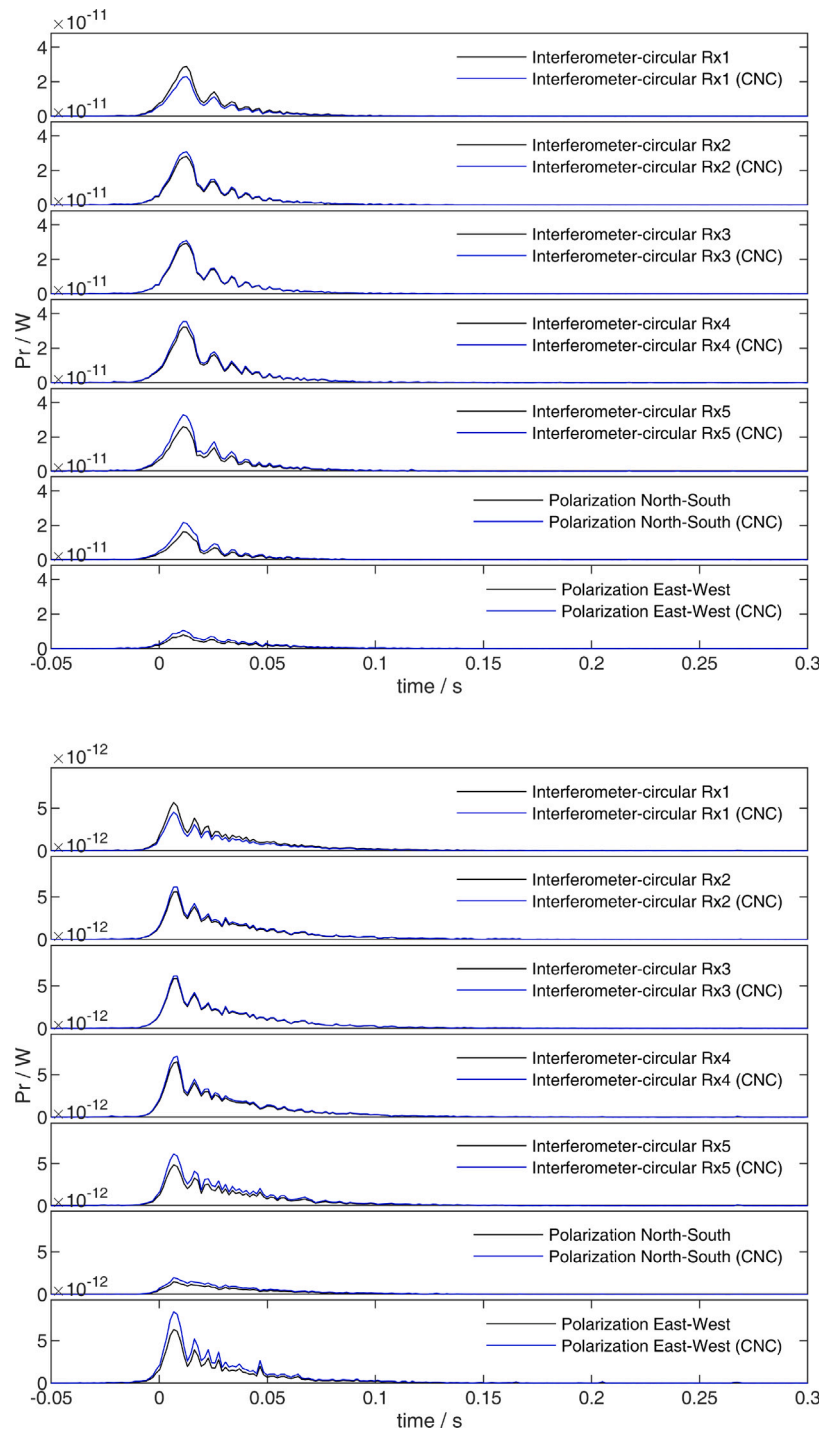 ×10-11
4
2
0
Interferometer-circular Rx1
Interferometer-circular Rx1 (CNC)
×10-11
4
2
0
Interferometer-circular Rx2
Interferometer-circular Rx2 (CNC)
×10-11
4
2
0
Interferometer-circular Rx3
Interferometer-circular Rx3 (CNC)
×10-11
4
2
0
Interferometer-circular Rx4
Interferometer-circular Rx4 (CNC)
Pr / W
×10-11
4
2
0
Interferometer-circular Rx5
Interferometer-circular Rx5 (CNC)
×10-11
4
2
0
Polarization North-South
Polarization North-South (CNC)
×10-11
4
2
0
Polarization East-West
Polarization East-West (CNC)
-0.05 0 0.05 0.1 0.15 0.2 0.25 0.3
time / s
×10-12
5
0
Interferometer-circular Rx1
Interferometer-circular Rx1 (CNC)
×10-12
5
0
Interferometer-circular Rx2
Interferometer-circular Rx2 (CNC)
×10-12
5
0
Interferometer-circular Rx3
Interferometer-circular Rx3 (CNC)
×10-12
5
0
Interferometer-circular Rx4
Interferometer-circular Rx4 (CNC)
Pr / W
×10-12
5
0
Interferometer-circular Rx5
Interferometer-circular Rx5 (CNC)
×10-12
5
0
Polarization North-South
Polarization North-South (CNC)
×10-12
5
0
Polarization East-West
Polarization East-West (CNC)
-0.05 0 0.05 0.1 0.15 0.2 0.25 0.3
time / s